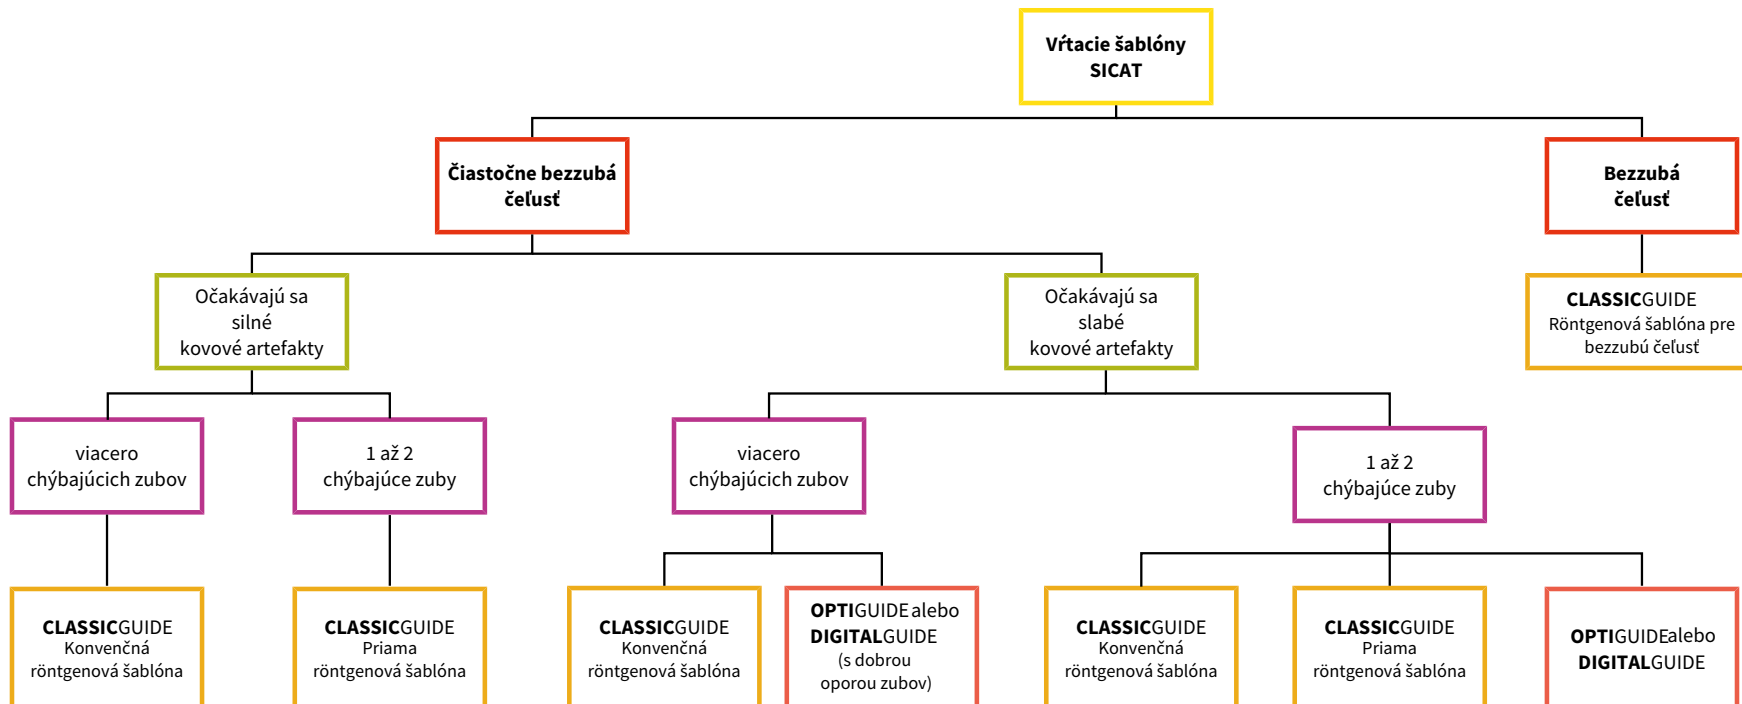 Vŕtacie šablóny
SICAT
Čiastočne bezzubá
čeľusť
Bezzubá
čeľusť
Očakávajú sa
silné
kovové artefakty
Očakávajú sa
slabé
kovové artefakty
CLASSICGUIDE
Röntgenová šablóna pre
bezzubú čeľusť
viacero
chýbajúcich zubov
1 až 2
chýbajúce zuby
viacero
chýbajúcich zubov
1 až 2
chýbajúce zuby
CLASSICGUIDE
Konvenčná
röntgenová šablóna
CLASSICGUIDE
Priama
röntgenová šablóna
CLASSICGUIDE
Konvenčná
röntgenová šablóna
OPTIGUIDE alebo
DIGITALGUIDE
(s dobrou
oporou zubov)
CLASSICGUIDE
Konvenčná
röntgenová šablóna
CLASSICGUIDE
Priama
röntgenová šablóna
OPTIGUIDEalebo
DIGITALGUIDE